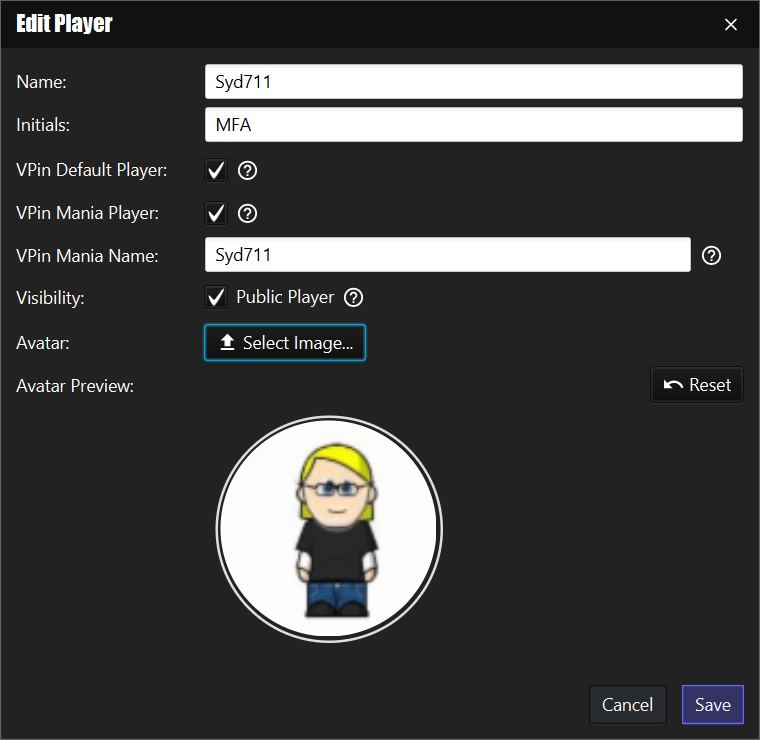 Edit Player
Name: Syd711
Initials: MFA
VPin Default Player:
VPin Mania Player:
VPin Mania Name: Syd711
Visibility: Public Player
Avatar: Select Image...
Avatar Preview: Reset
Cancel Save